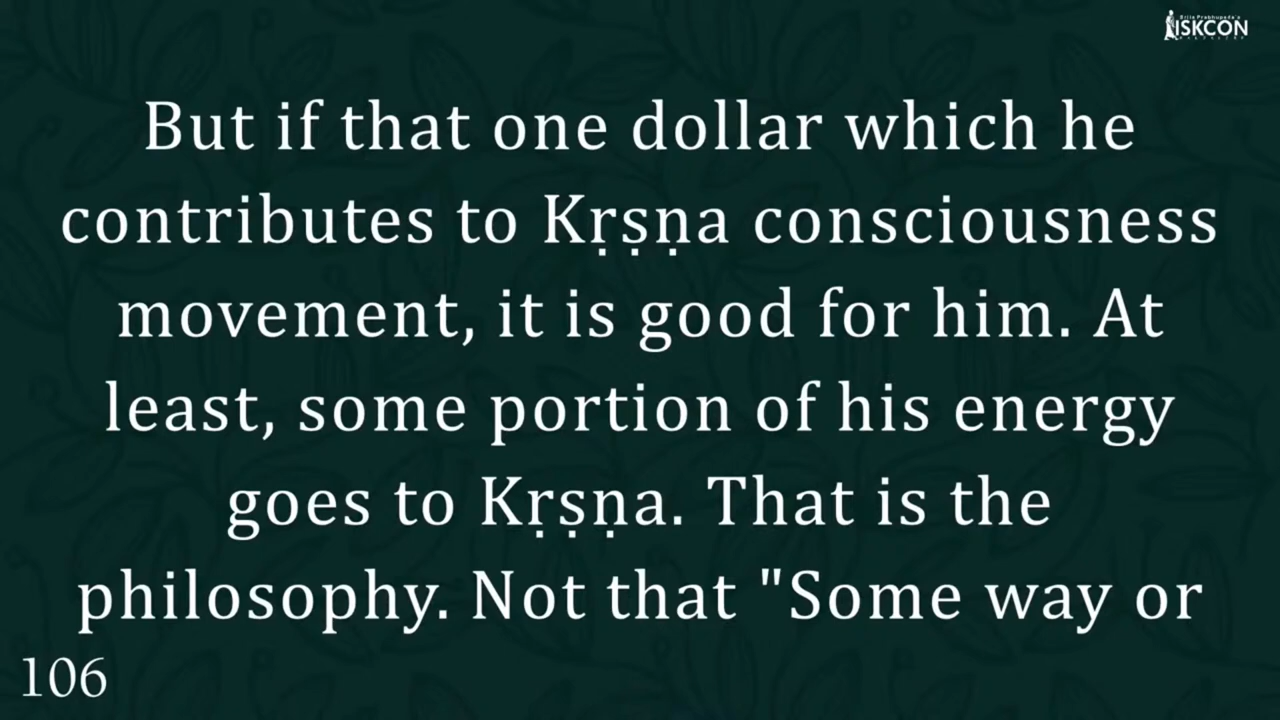 Srila Prabhupada's
ISKCON
But if that one dollar which he
contributes to Kṛṣṇa consciousness
movement, it is good for him. At
least, some portion of his energy
goes to Kṛṣṇa. That is the
philosophy. Not that "Some way or
106